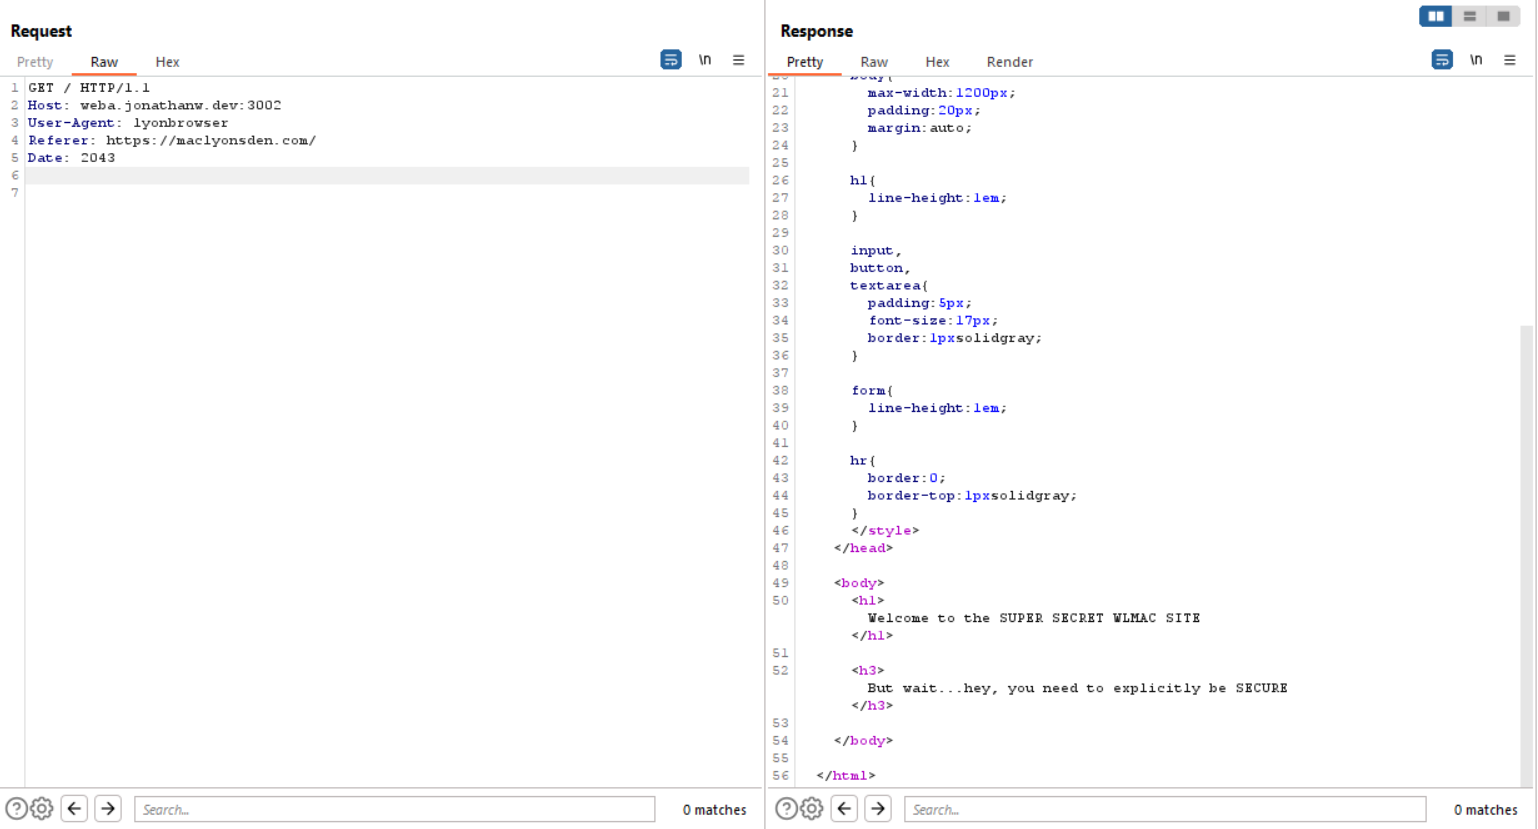 Request
Pretty Raw Hex \n
1 GET / HTTP/1.1
2 Host: weba.jonathanw.dev:3002
3 User-Agent: lyonbrowser
4 Referer: https://maclyonsden.com/
5 Date: 2043
6
7
Search... 0 matches
Response
Pretty Raw Hex Render \n
20 body{
21 max-width:1200px;
22 padding:20px;
23 margin:auto;
24 }
25
26 h1{
27 line-height:1em;
28 }
29
30 input,
31 button,
32 textarea{
33 padding:5px;
34 font-size:17px;
35 border:1pxsolidgray;
36 }
37
38 form{
39 line-height:1em;
40 }
41
42 hr{
43 border:0;
44 border-top:1pxsolidgray;
45 }
46 </style>
47 </head>
48
49 <body>
50 <h1>
Welcome to the SUPER SECRET WLMAC SITE
</h1>
51
52 <h3>
But wait...hey, you need to explicitly be SECURE
</h3>
53
54 </body>
55
56 </html>
Search... 0 matches